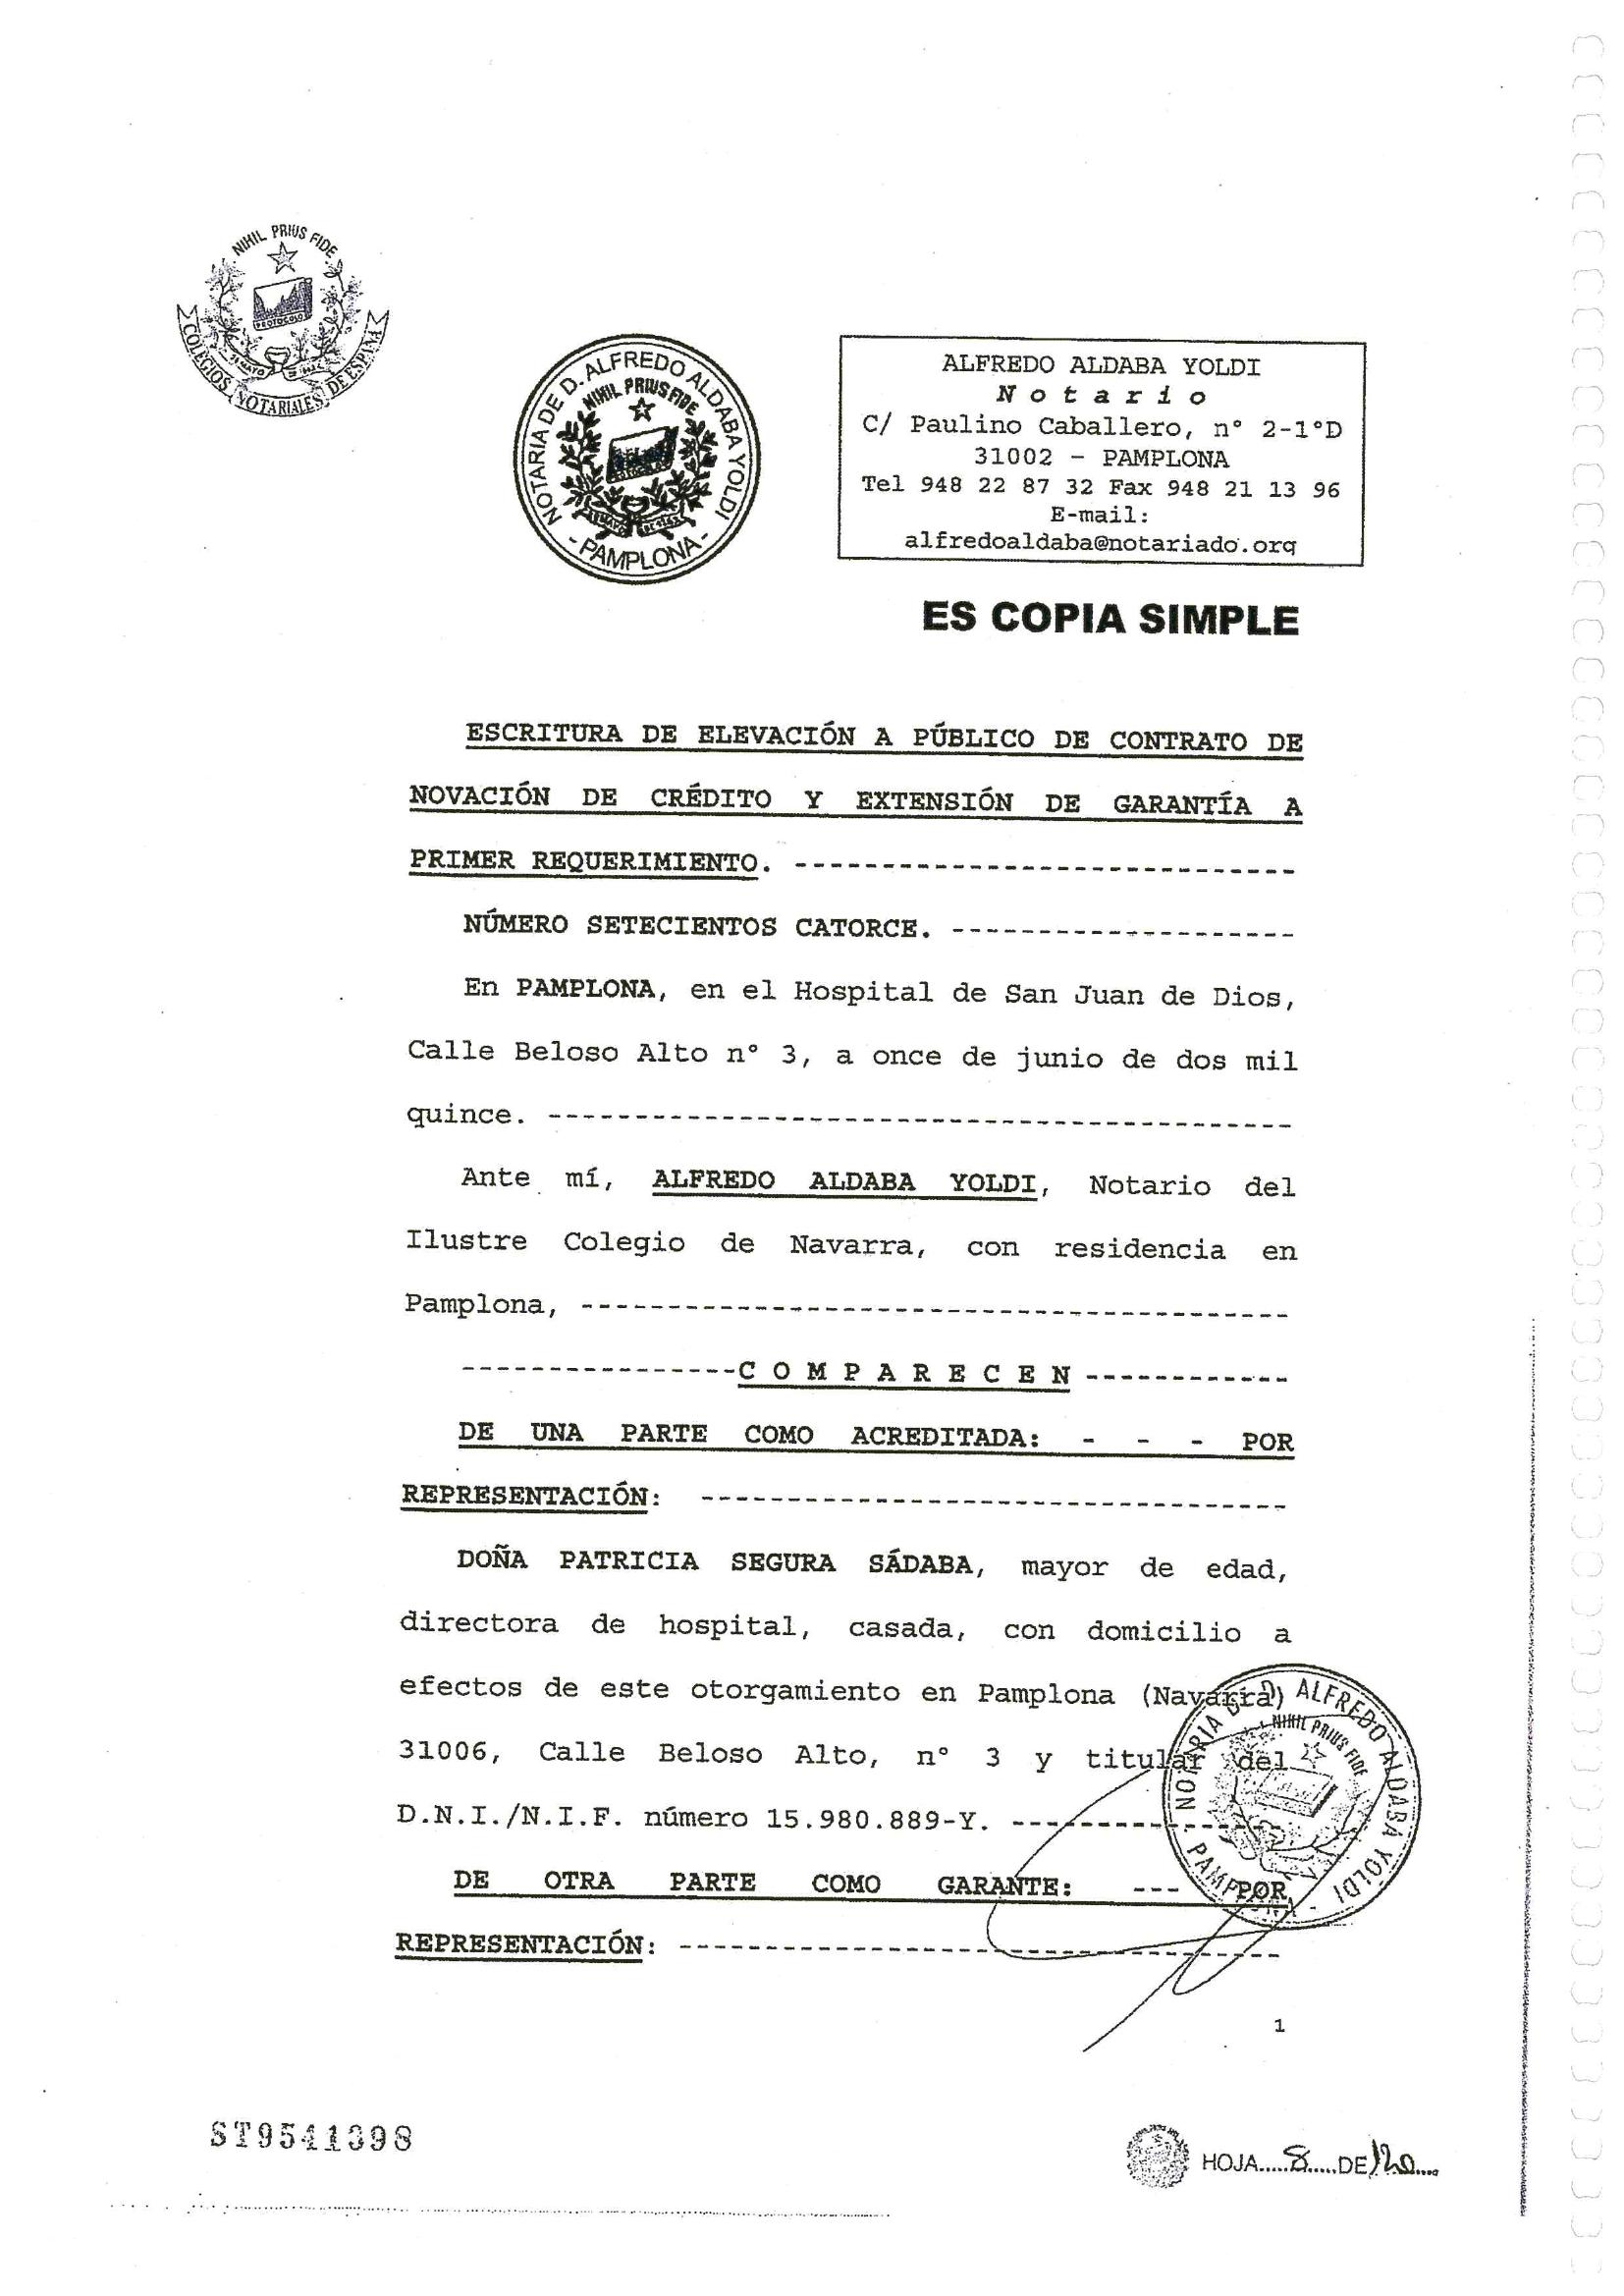 NIHIL PRIUS FIDE
PROTOCOLO
COLEGIOS NOTARIALES DE ESPAÑA
NOTARIA DE D. ALFREDO ALDABA YOLDI
NIHIL PRIUS FIDE
- PAMPLONA -
ALFREDO ALDABA YOLDI
Notario
C/ Paulino Caballero, n° 2-1°D
31002 - PAMPLONA
Tel 948 22 87 32 Fax 948 21 13 96
E-mail:
alfredoaldaba@notariado.org
ES COPIA SIMPLE
ESCRITURA DE ELEVACIÓN A PÚBLICO DE CONTRATO DE
NOVACIÓN DE CRÉDITO Y EXTENSIÓN DE GARANTÍA A
PRIMER REQUERIMIENTO. -----------------------------
NÚMERO SETECIENTOS CATORCE. --------------------
En PAMPLONA, en el Hospital de San Juan de Dios,
Calle Beloso Alto n° 3, a once de junio de dos mil
quince. -------------------------------------------
Ante mí, ALFREDO ALDABA YOLDI, Notario del
Ilustre Colegio de Navarra, con residencia en
Pamplona, -----------------------------------------
----------------C O M P A R E C E N ------------
DE UNA PARTE COMO ACREDITADA: - - - POR
REPRESENTACIÓN: ----------------------------------
DOÑA PATRICIA SEGURA SÁDABA, mayor de edad,
directora de hospital, casada, con domicilio a
efectos de este otorgamiento en Pamplona (Navarra)
31006, Calle Beloso Alto, n° 3 y titular del
D.N.I./N.I.F. número 15.980.889-Y. ----------------
DE OTRA PARTE COMO GARANTE: --- POR
REPRESENTACIÓN: -----------------------------------
NOTARIA DE D. ALFREDO ALDABA YOLDI
NIHIL PRIUS FIDE
1
ST9541398
HOJA.....8.....DE 120....